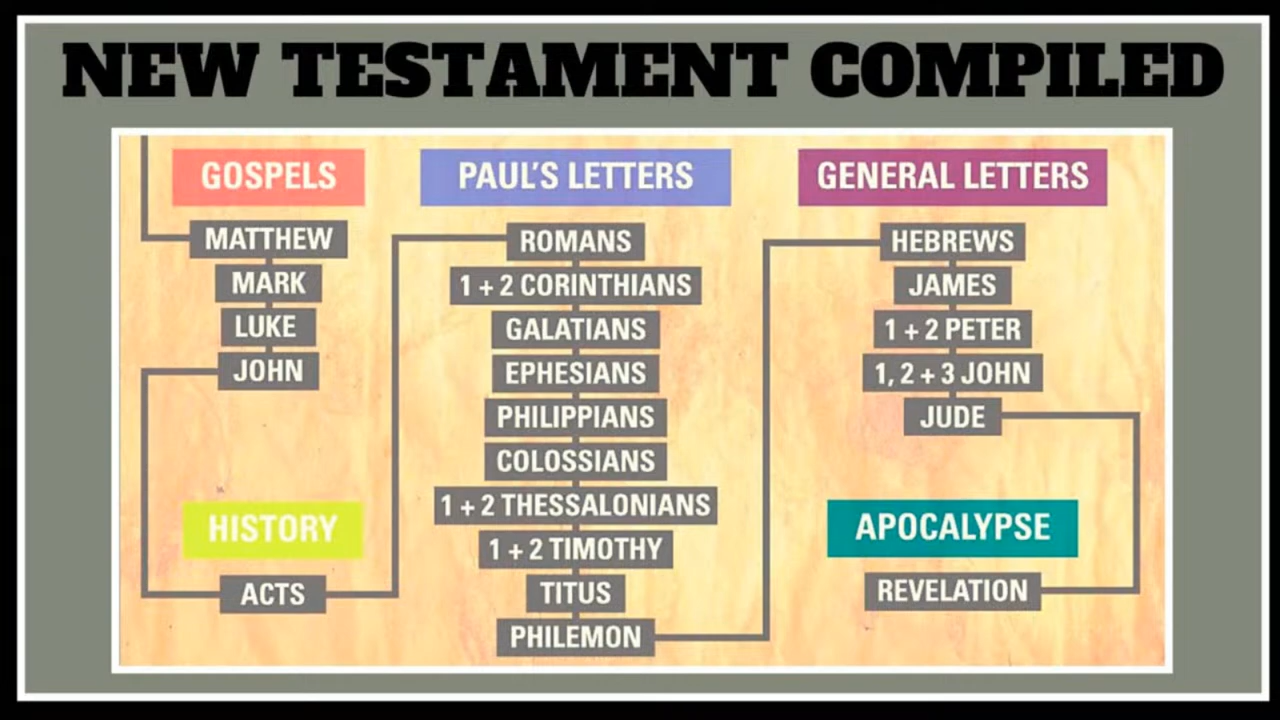 NEW TESTAMENT COMPILED
GOSPELS
MATTHEW
MARK
LUKE
JOHN
HISTORY
ACTS
PAUL'S LETTERS
ROMANS
1 + 2 CORINTHIANS
GALATIANS
EPHESIANS
PHILIPPIANS
COLOSSIANS
1 + 2 THESSALONIANS
1 + 2 TIMOTHY
TITUS
PHILEMON
GENERAL LETTERS
HEBREWS
JAMES
1 + 2 PETER
1, 2 + 3 JOHN
JUDE
APOCALYPSE
REVELATION